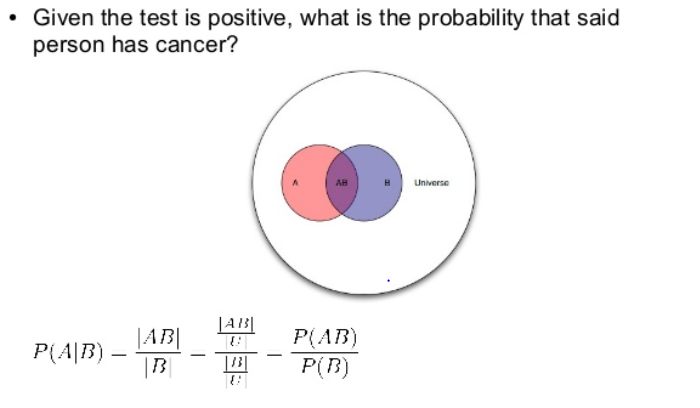 • Given the test is positive, what is the probability that said
person has cancer?
A AB B Universe
P(A|B) = |AB| / |B| = (|AB| / |U|) / (|B| / |U|) = P(AB) / P(B)